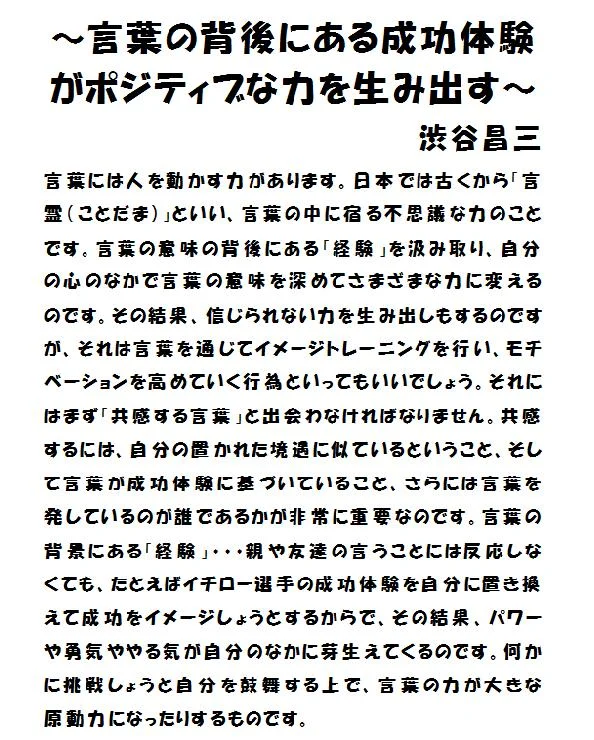 ～言葉の背後にある成功体験
がポジティブな力を生み出す～
渋谷昌三
言葉には人を動かす力があります。日本では古くから「言
霊（ことだま）」といい、言葉の中に宿る不思議な力のこと
です。言葉の意味の背後にある「経験」を汲み取り、自分
の心のなかで言葉の意味を深めてさまざまな力に変える
のです。その結果、信じられない力を生み出しもするのです
が、それは言葉を通じてイメージトレーニングを行い、モチ
ベーションを高めていく行為といってもいいでしょう。それに
はまず「共感する言葉」と出会わなければなりません。共感
するには、自分の置かれた境遇に似ているということ、そし
て言葉が成功体験に基づいていること、さらには言葉を
発しているのが誰であるかが非常に重要なのです。言葉の
背景にある「経験」・・・親や友達の言うことには反応しな
くても、たとえばイチロー選手の成功体験を自分に置き換
えて成功をイメージしょうとするからで、その結果、パワー
や勇気ややる気が自分のなかに芽生えてくるのです。何か
に挑戦しょうと自分を鼓舞する上で、言葉の力が大きな
原動力になったりするものです。